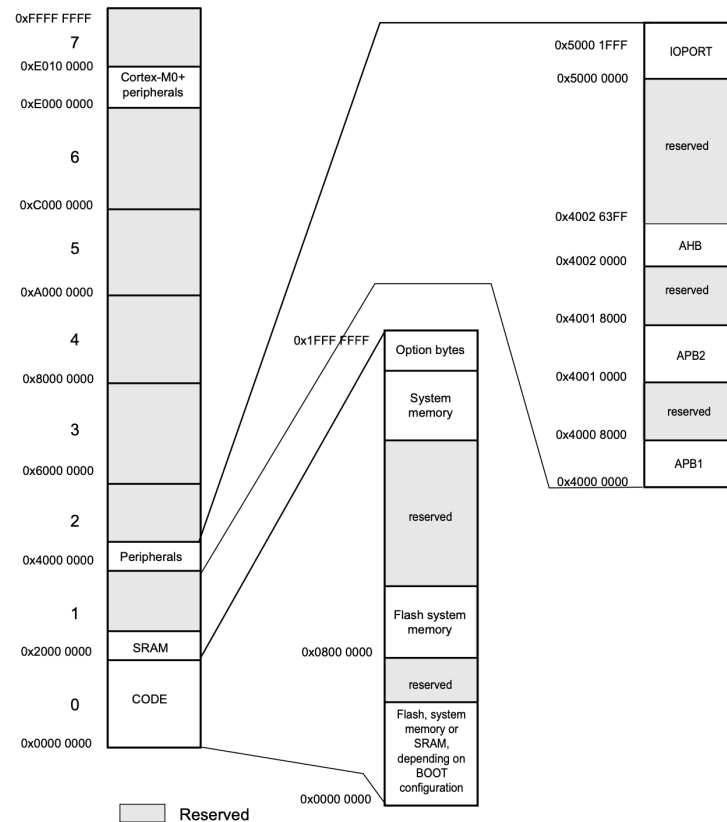 0xFFFF FFFF
7
0xE010 0000
Cortex-M0+
peripherals
0xE000 0000
6
0xC000 0000
5
0xA000 0000
4
0x8000 0000
3
0x6000 0000
2
0x4000 0000
Peripherals
1
0x2000 0000
SRAM
0
CODE
0x0000 0000
Reserved
0x1FFF FFFF
Option bytes
System
memory
reserved
Flash system
memory
0x0800 0000
reserved
Flash, system
memory or
SRAM,
depending on
BOOT
configuration
0x0000 0000
0x5000 1FFF
IOPORT
0x5000 0000
reserved
0x4002 63FF
AHB
0x4002 0000
reserved
0x4001 8000
APB2
0x4001 0000
reserved
0x4000 8000
APB1
0x4000 0000